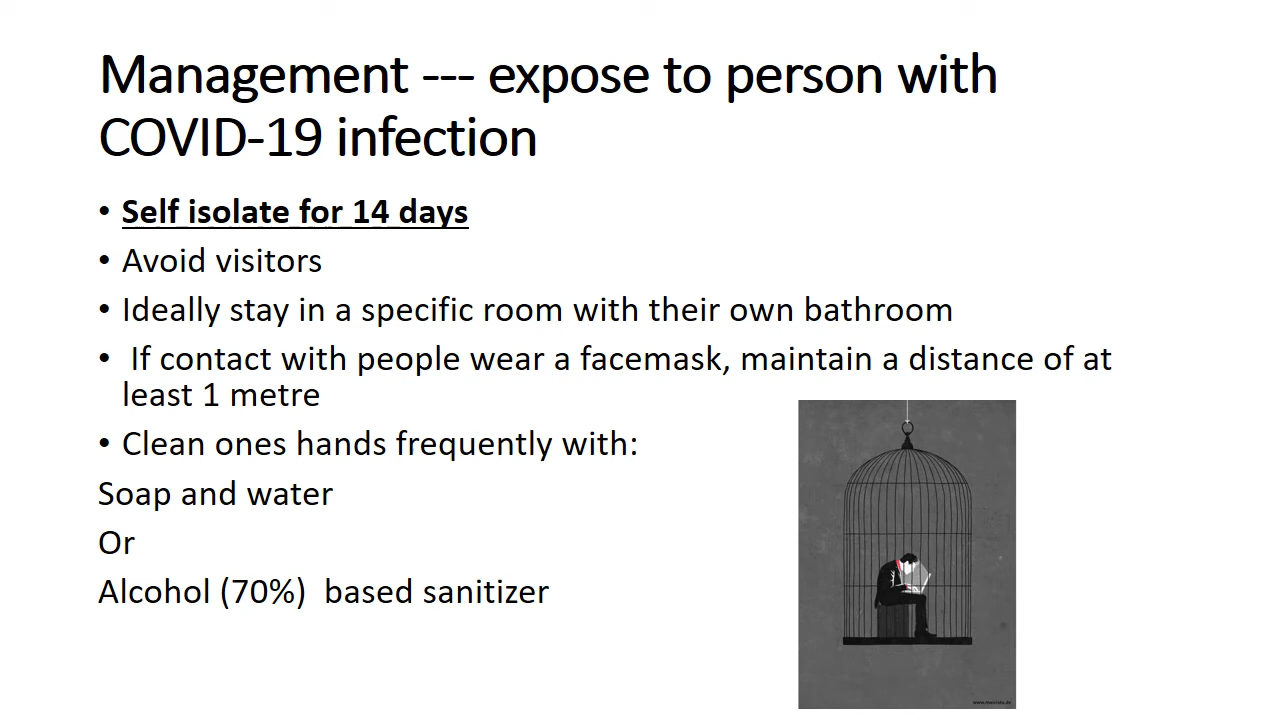 Management --- expose to person with
COVID-19 infection
• Self isolate for 14 days
• Avoid visitors
• Ideally stay in a specific room with their own bathroom
• If contact with people wear a facemask, maintain a distance of at
least 1 metre
• Clean ones hands frequently with:
Soap and water
Or
Alcohol (70%)  based sanitizer